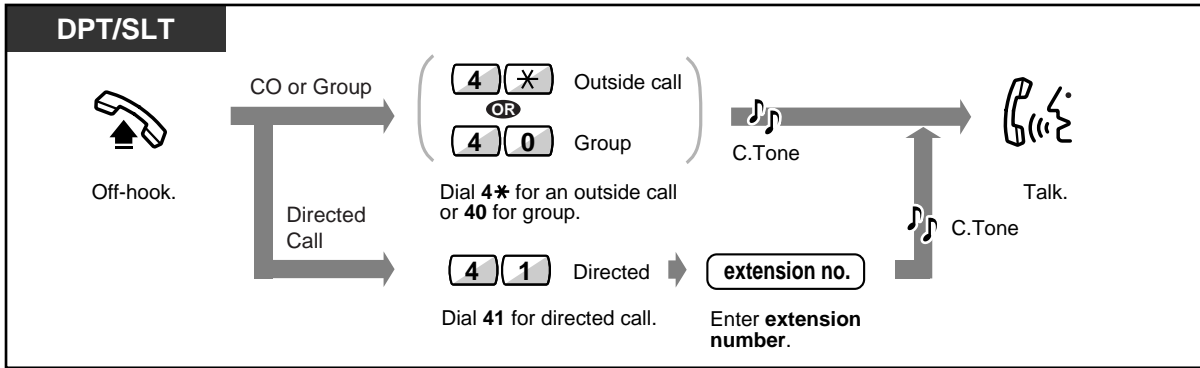 DPT/SLT
CO or Group
4 ✱ Outside call
OR
4 0 Group
C.Tone
Off-hook.
Dial 4✱ for an outside call
or 40 for group.
Talk.
Directed
Call
C.Tone
4 1 Directed
extension no.
Dial 41 for directed call.
Enter extension
number.